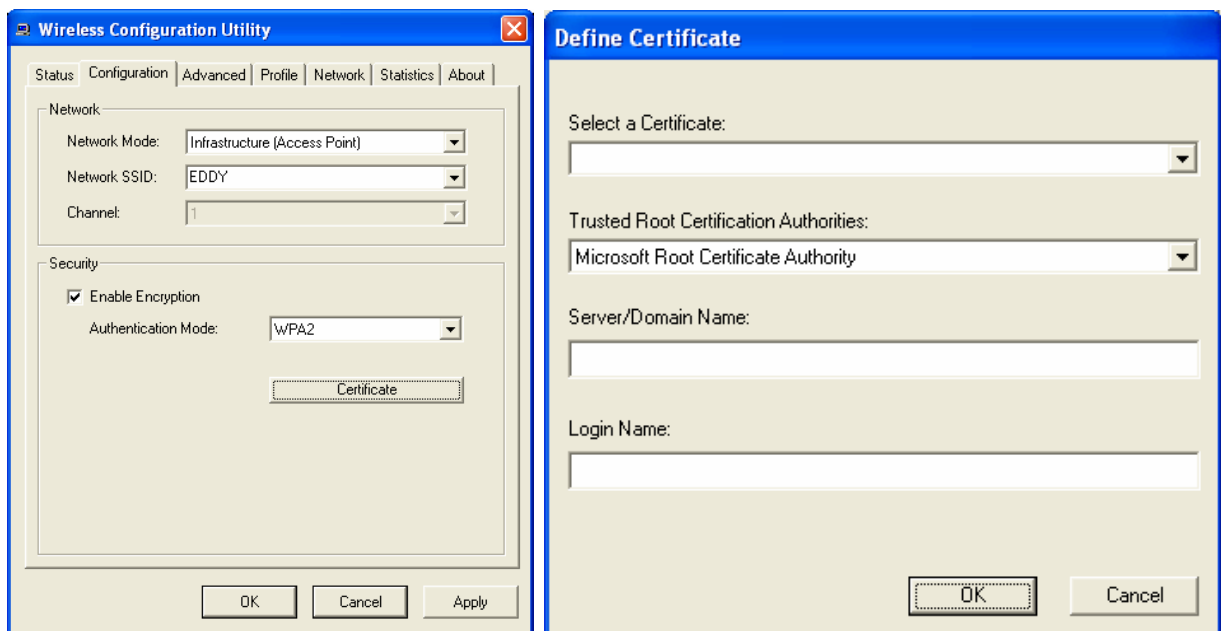 Wireless Configuration Utility
Status Configuration Advanced Profile Network Statistics About
Network
Network Mode: Infrastructure (Access Point)
Network SSID: EDDY
Channel: 1
Security
Enable Encryption
Authentication Mode: WPA2
Certificate
OK Cancel Apply
Define Certificate
Select a Certificate:
Trusted Root Certification Authorities:
Microsoft Root Certificate Authority
Server/Domain Name:
Login Name:
OK Cancel